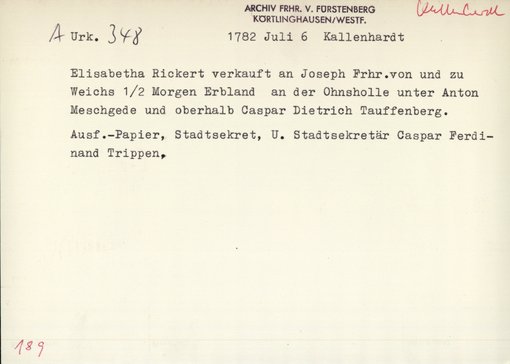 ARCHIV FRHR. V. FÜRSTENBERG
KÖRTLINGHAUSEN/WESTF.
Kallenhardt
A Urk. 348
1782 Juli 6 Kallenhardt
Elisabetha Rickert verkauft an Joseph Frhr.von und zu
Weichs 1/2 Morgen Erbland an der Ohnsholle unter Anton
Meschgede und oberhalb Caspar Dietrich Tauffenberg.
Ausf.-Papier, Stadtsekret, U. Stadtsekretär Caspar Ferdi-
nand Trippen,
189